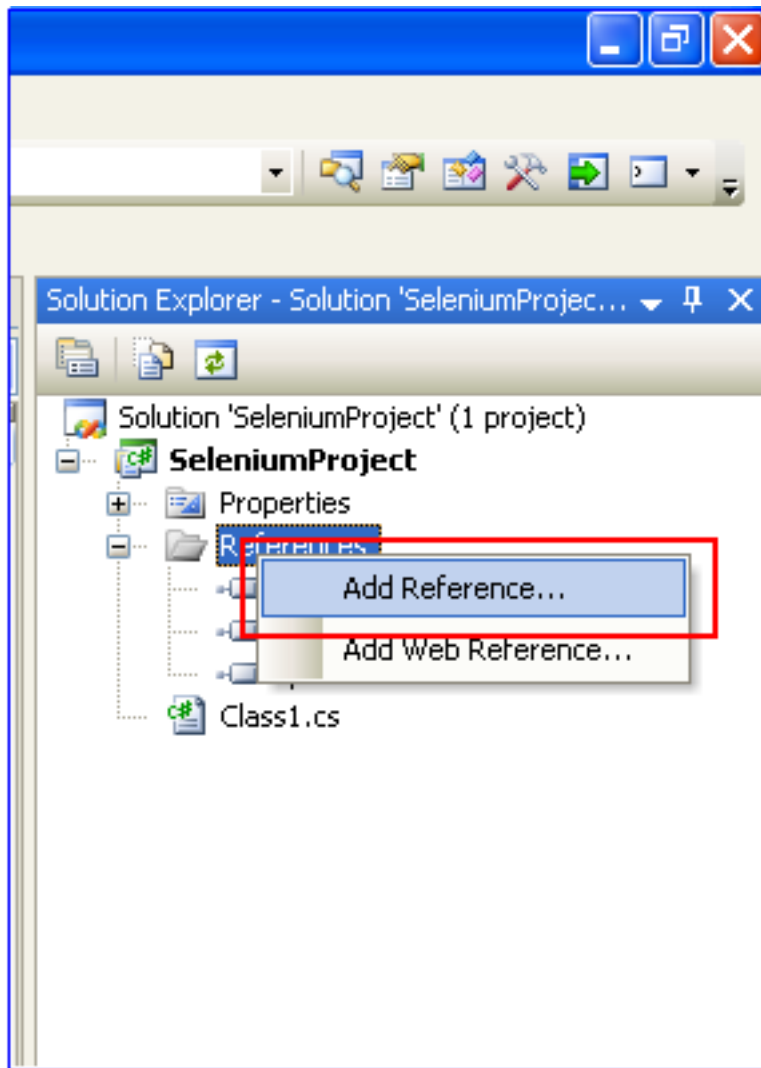 Solution Explorer - Solution 'SeleniumProjec...
Solution 'SeleniumProject' (1 project)
SeleniumProject
Properties
References
Add Reference...
Add Web Reference...
Class1.cs